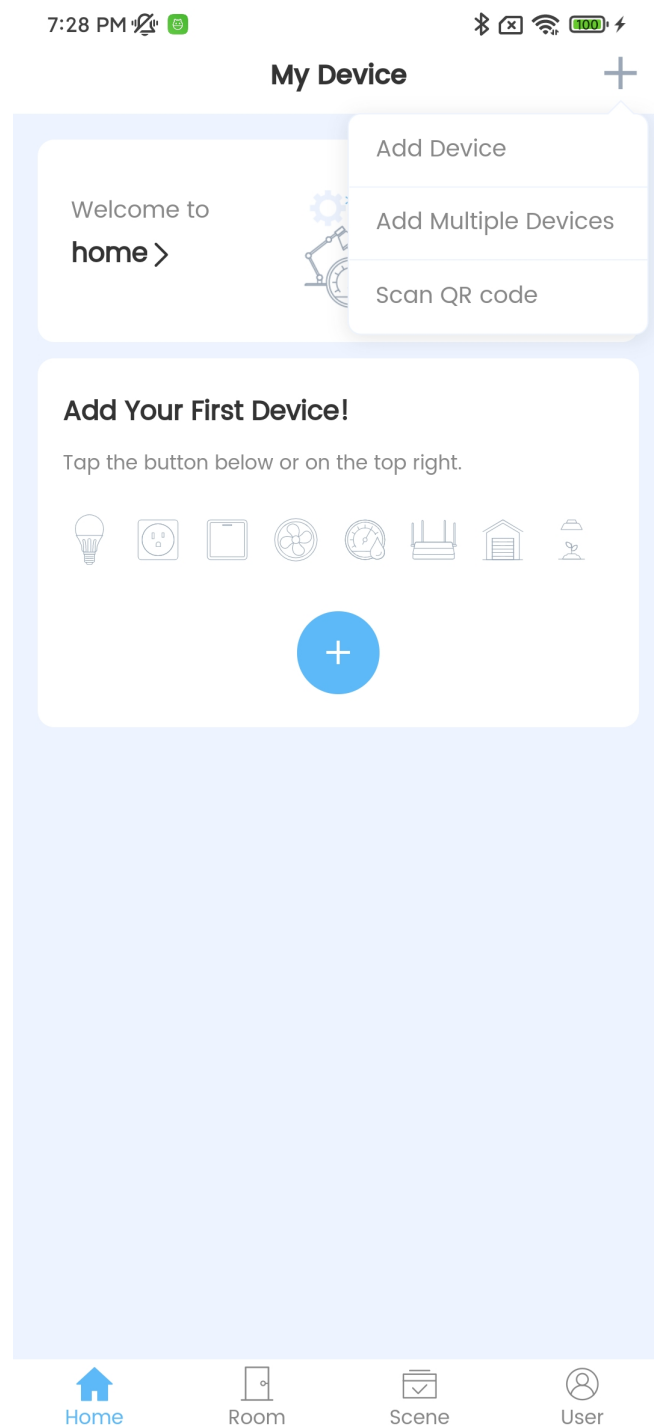 7:28 PM
100
My Device
Add Device
Add Multiple Devices
Scan QR code
Welcome to
home
Add Your First Device!
Tap the button below or on the top right.
Home
Room
Scene
User